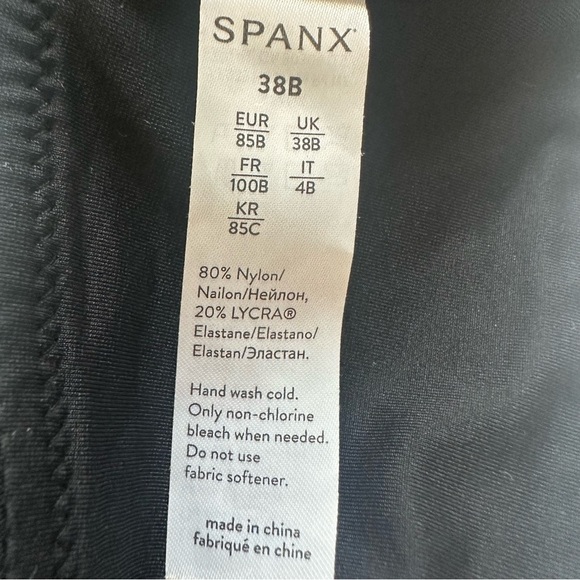 SPANX
38B
EUR UK
85B 38B
FR IT
100B 4B
KR
85C
80% Nylon/
Nailon/Нейлон,
20% LYCRA®
Elastane/Elastano/
Elastan/Эластан.
Hand wash cold.
Only non-chlorine
bleach when needed.
Do not use
fabric softener.
made in china
fabriqué en chine